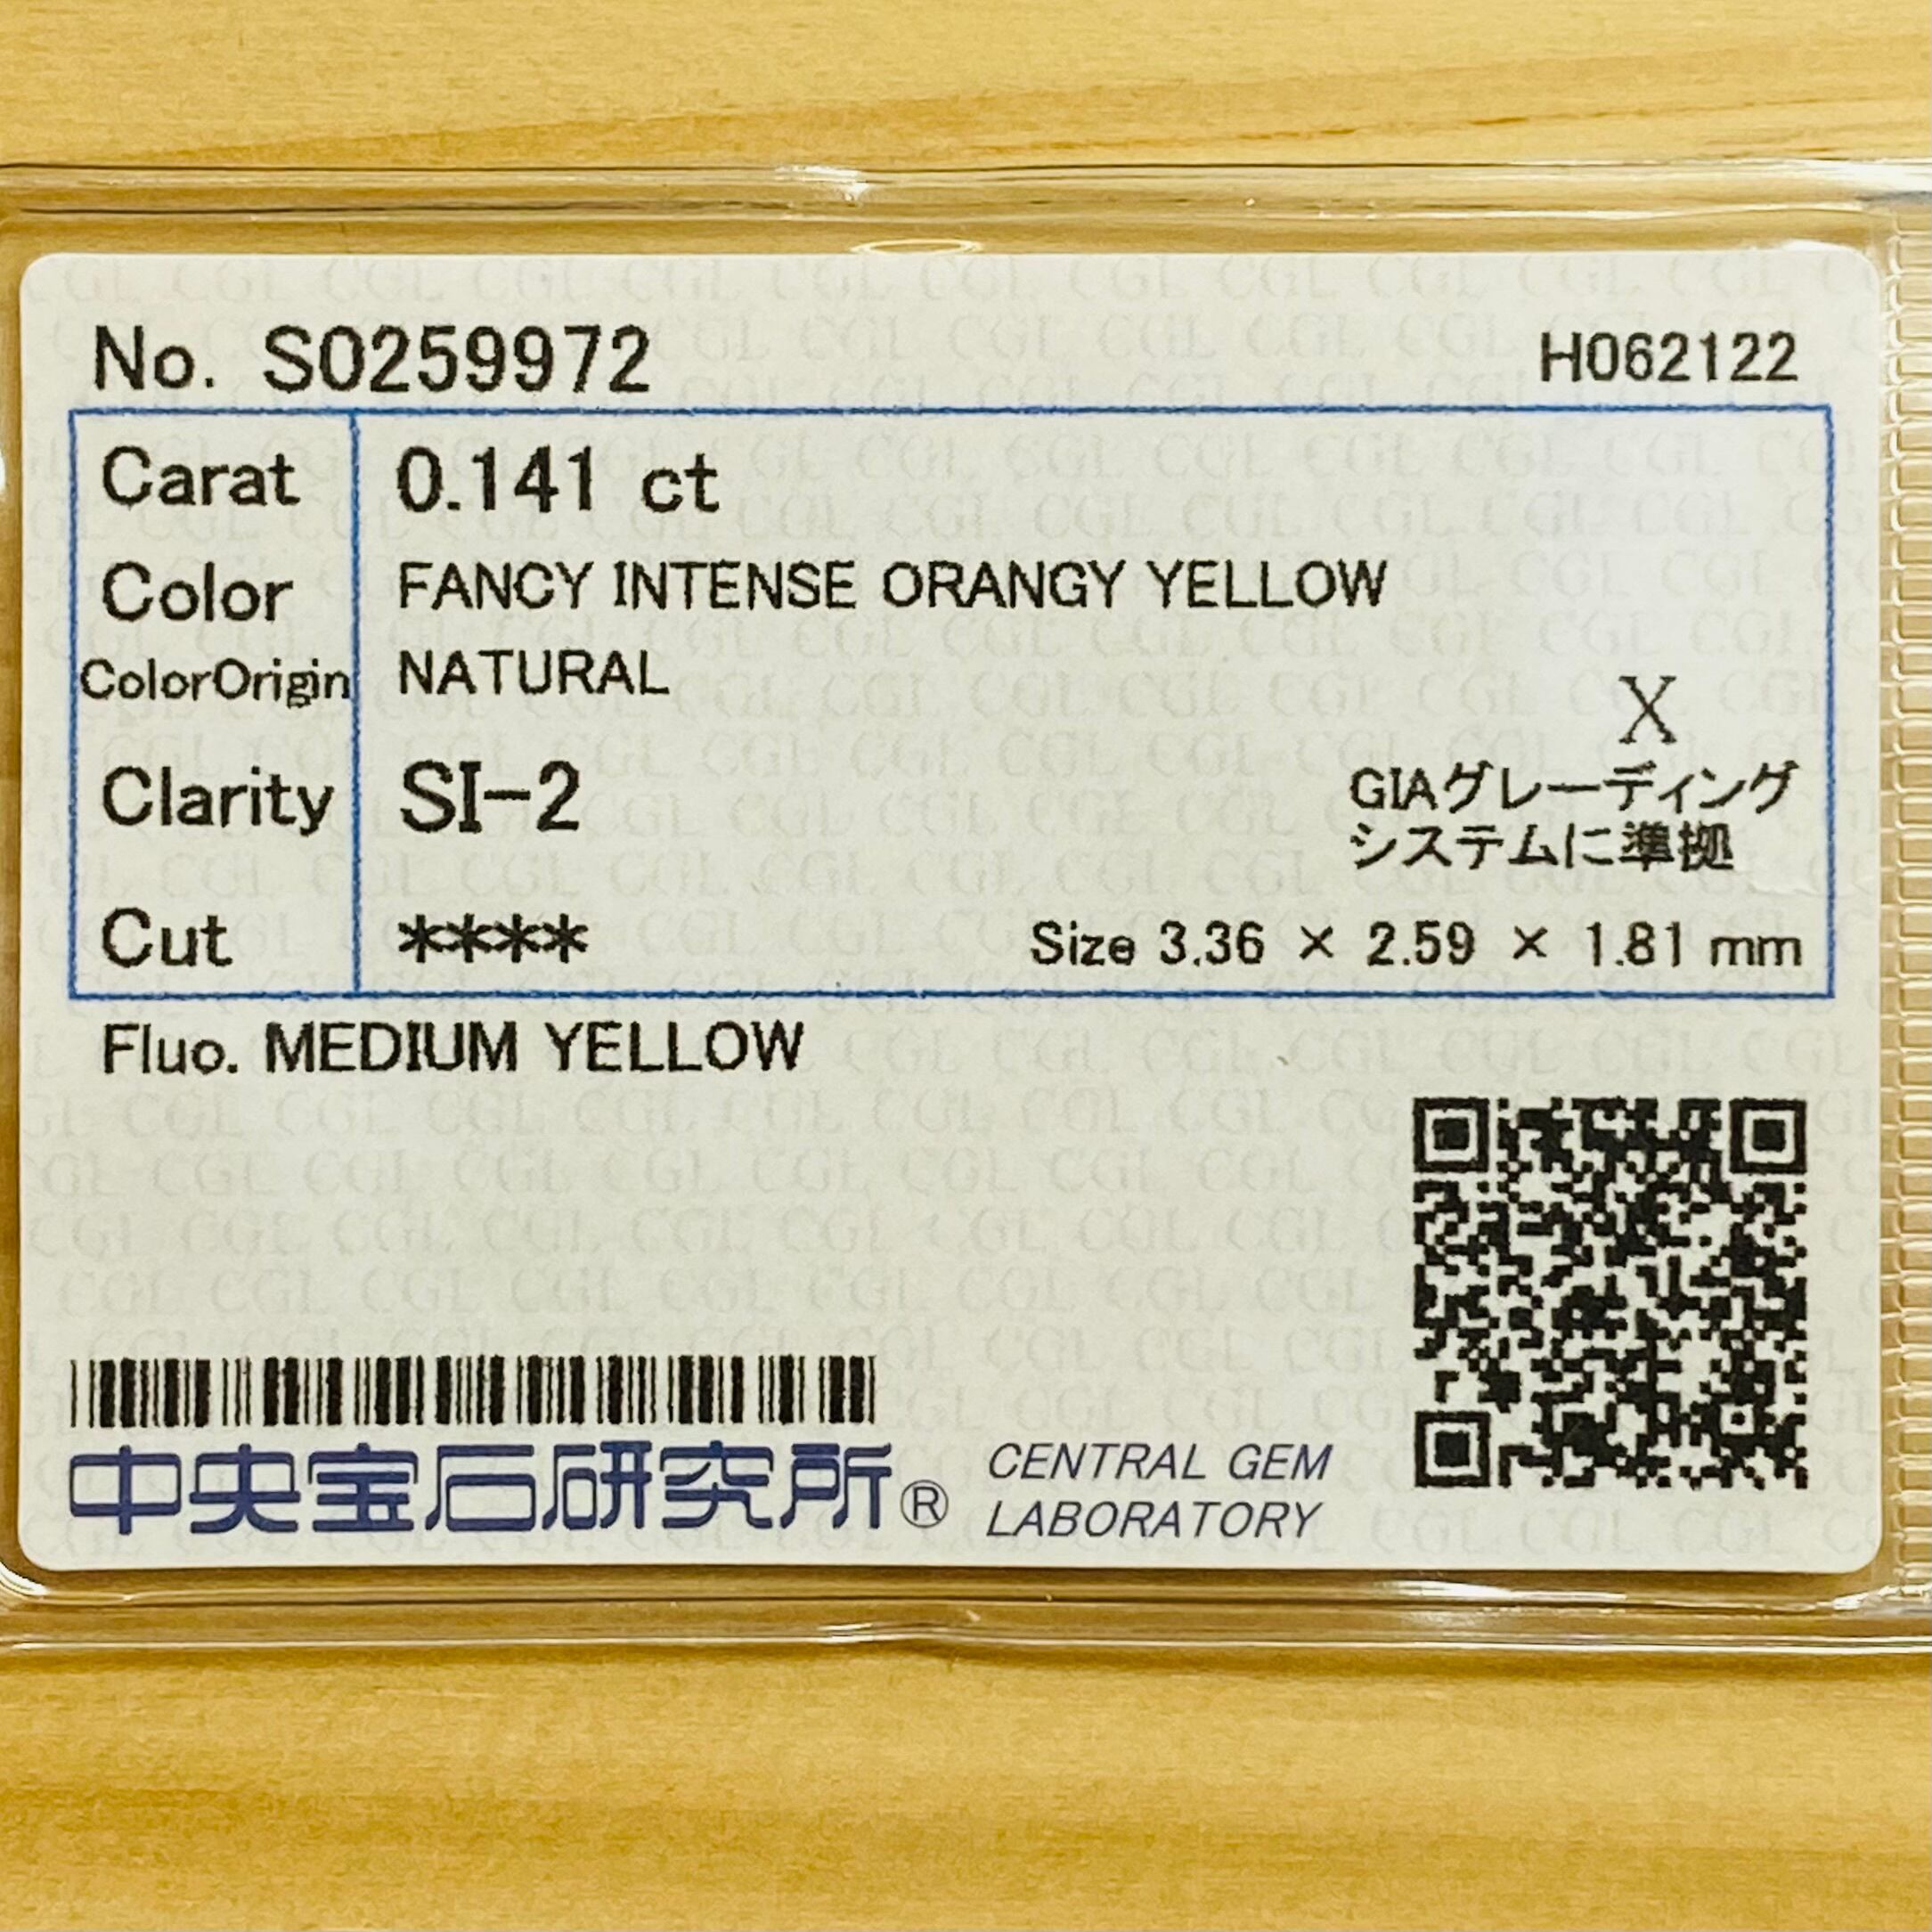 No. S0259972 H062122
Carat 0.141 ct
Color FANCY INTENSE ORANGY YELLOW
ColorOrigin NATURAL
X
Clarity SI-2 GIAグレーディング
システムに準拠
Cut **** Size 3.36 × 2.59 × 1.81 mm
Fluo. MEDIUM YELLOW
中央宝石研究所® CENTRAL GEM
LABORATORY